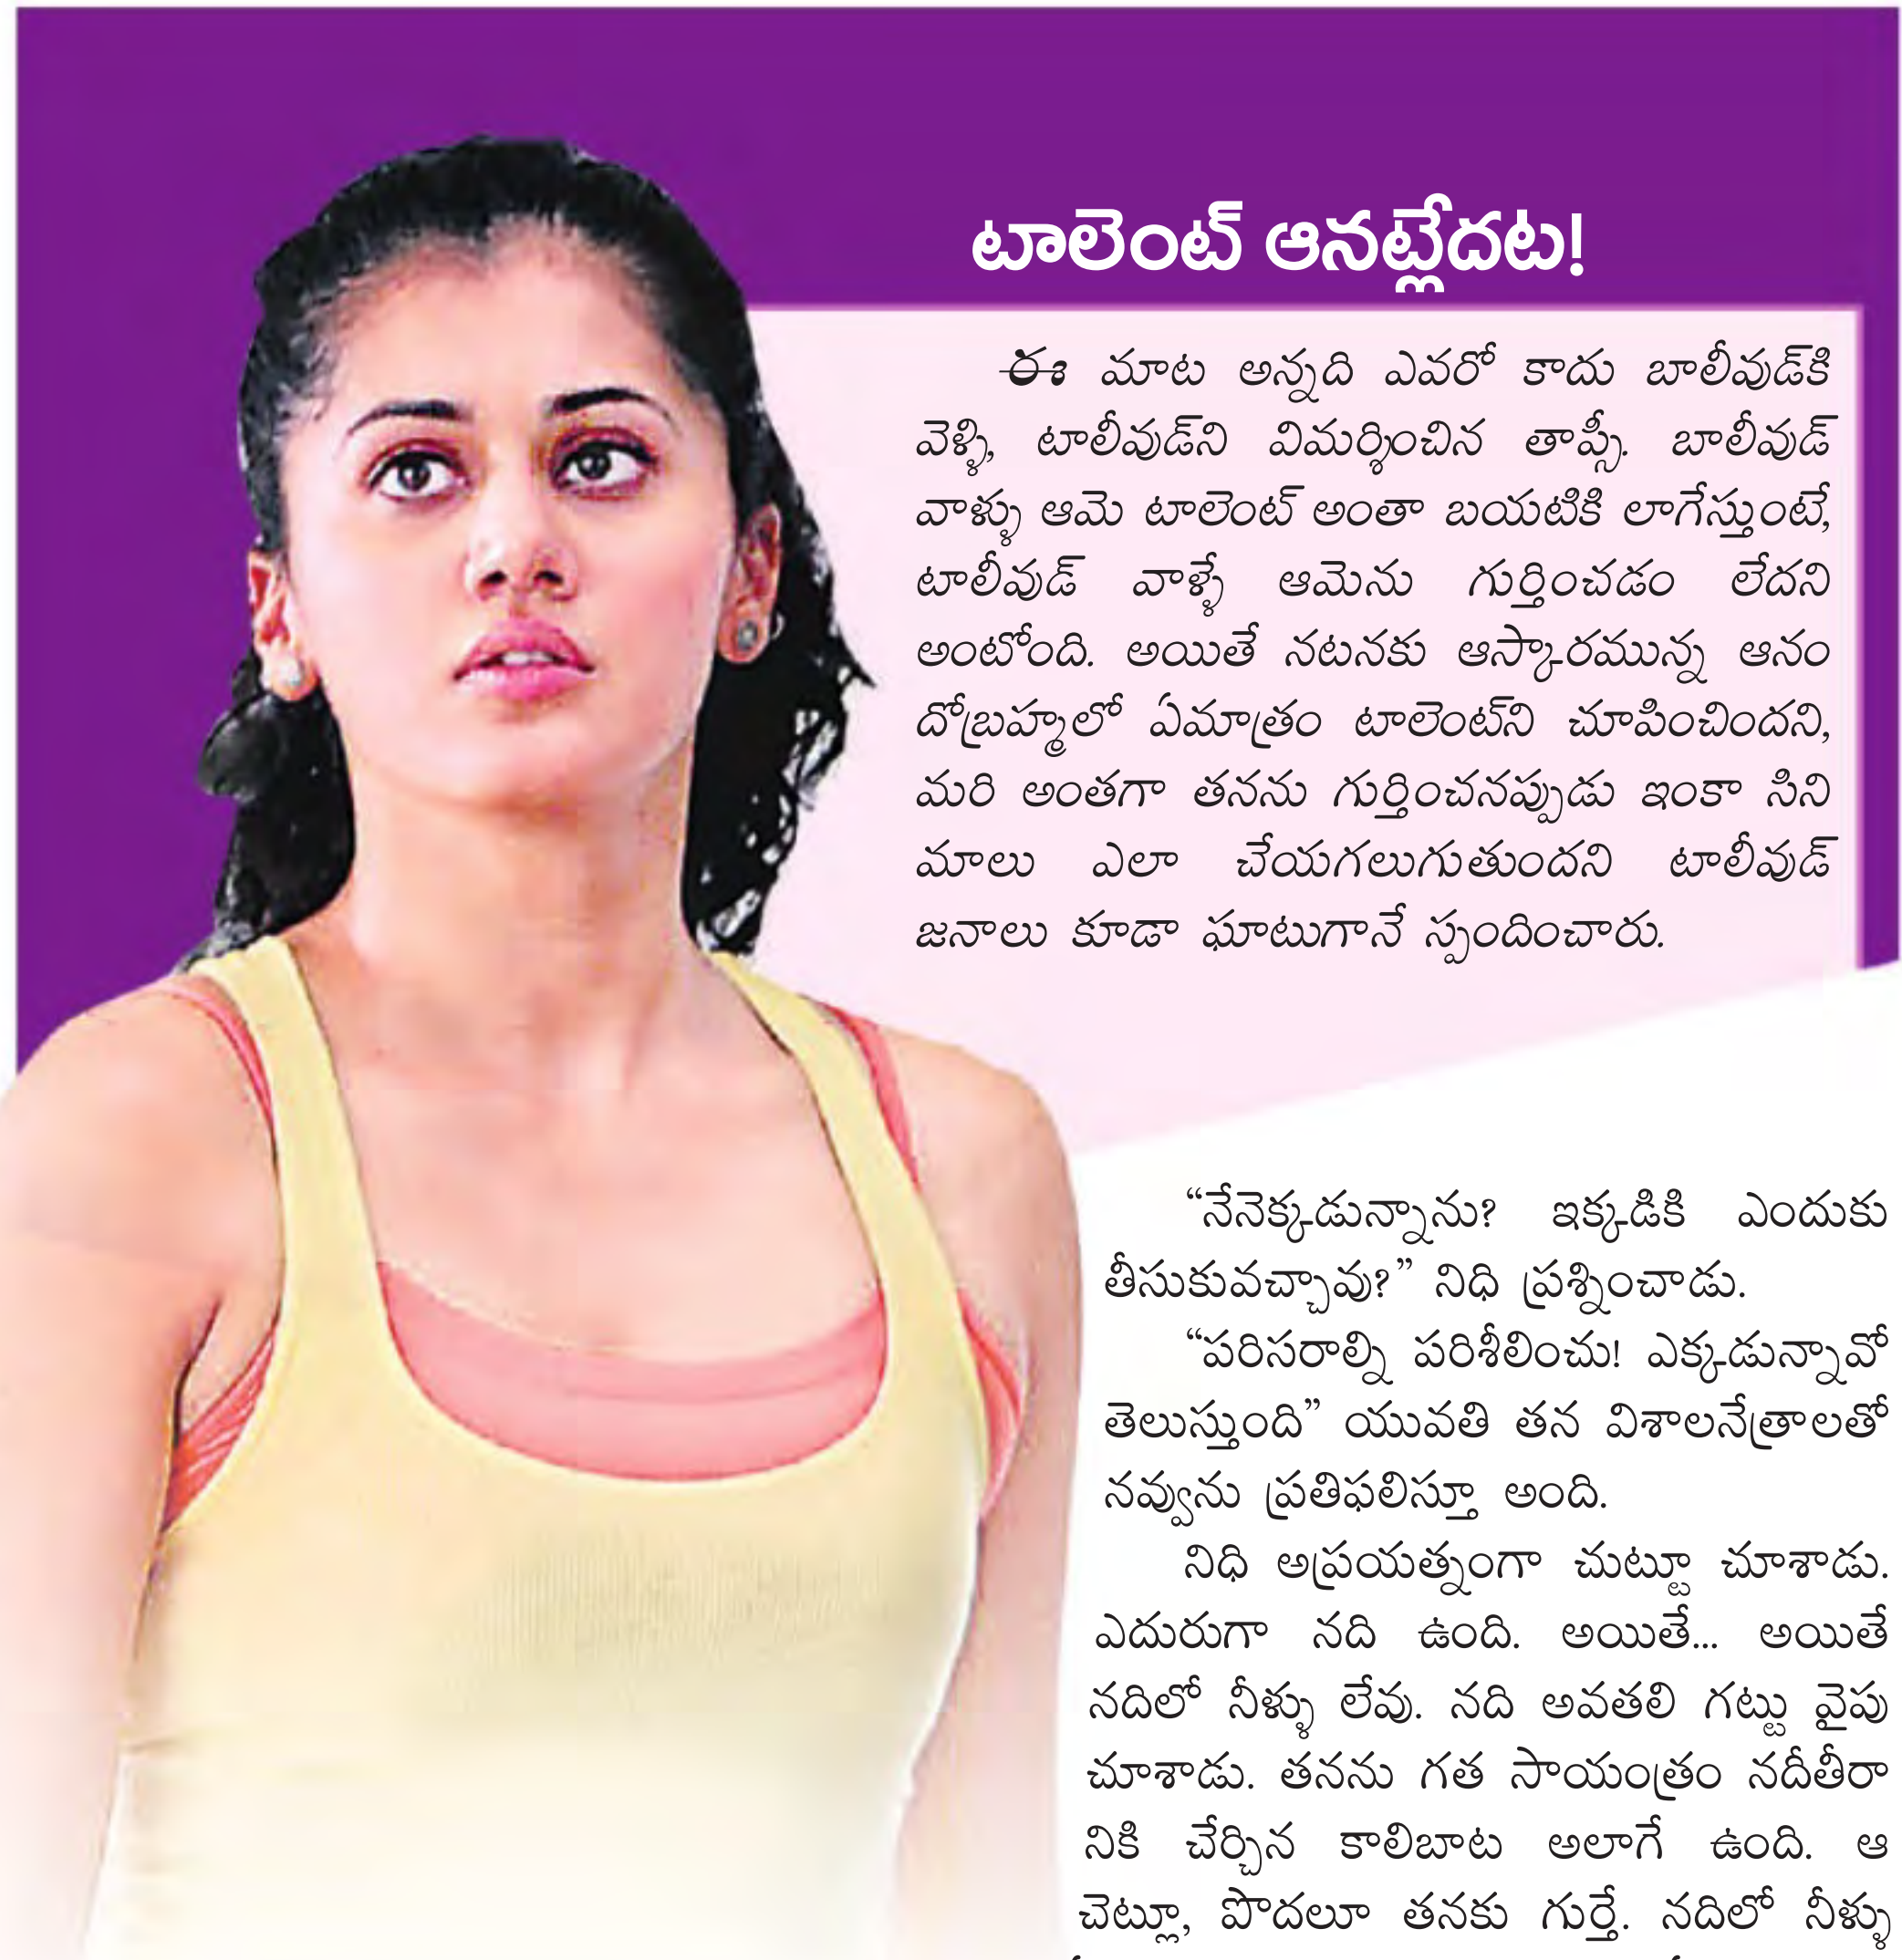 టాలెంట్ ఆనట్లేదట!
ఈ మాట అన్నది ఎవరో కాదు బాలీవుడ్‌కి
వెళ్ళి, టాలీవుడ్‌ని విమర్శించిన తాప్సీ. బాలీవుడ్
వాళ్ళు ఆమె టాలెంట్ అంతా బయటికి లాగేస్తుంటే,
టాలీవుడ్ వాళ్ళే ఆమెను గుర్తించడం లేదని
అంటోంది. అయితే నటనకు ఆస్కారమున్న ఆనం
దోబ్రహ్మలో ఏమాత్రం టాలెంట్‌ని చూపించిందని,
మరి అంతగా తనను గుర్తించనప్పుడు ఇంకా సిని
మాలు ఎలా చేయగలుగుతుందని టాలీవుడ్
జనాలు కూడా ఘాటుగానే స్పందించారు.
“నేనెక్కడున్నాను? ఇక్కడికి ఎందుకు
తీసుకువచ్చావు?” నిధి ప్రశ్నించాడు.
“పరిసరాల్ని పరిశీలించు! ఎక్కడున్నావో
తెలుస్తుంది” యువతి తన విశాలనేత్రాలతో
నవ్వును ప్రతిఫలిస్తూ అంది.
నిధి అప్రయత్నంగా చుట్టూ చూశాడు.
ఎదురుగా నది ఉంది. అయితే... అయితే
నదిలో నీళ్ళు లేవు. నది అవతలి గట్టు వైపు
చూశాడు. తనను గత సాయంత్రం నదీతీరా
నికి చేర్చిన కాలిబాట అలాగే ఉంది. ఆ
చెట్లూ, పొదలూ తనకు గుర్తే. నదిలో నీళ్ళు